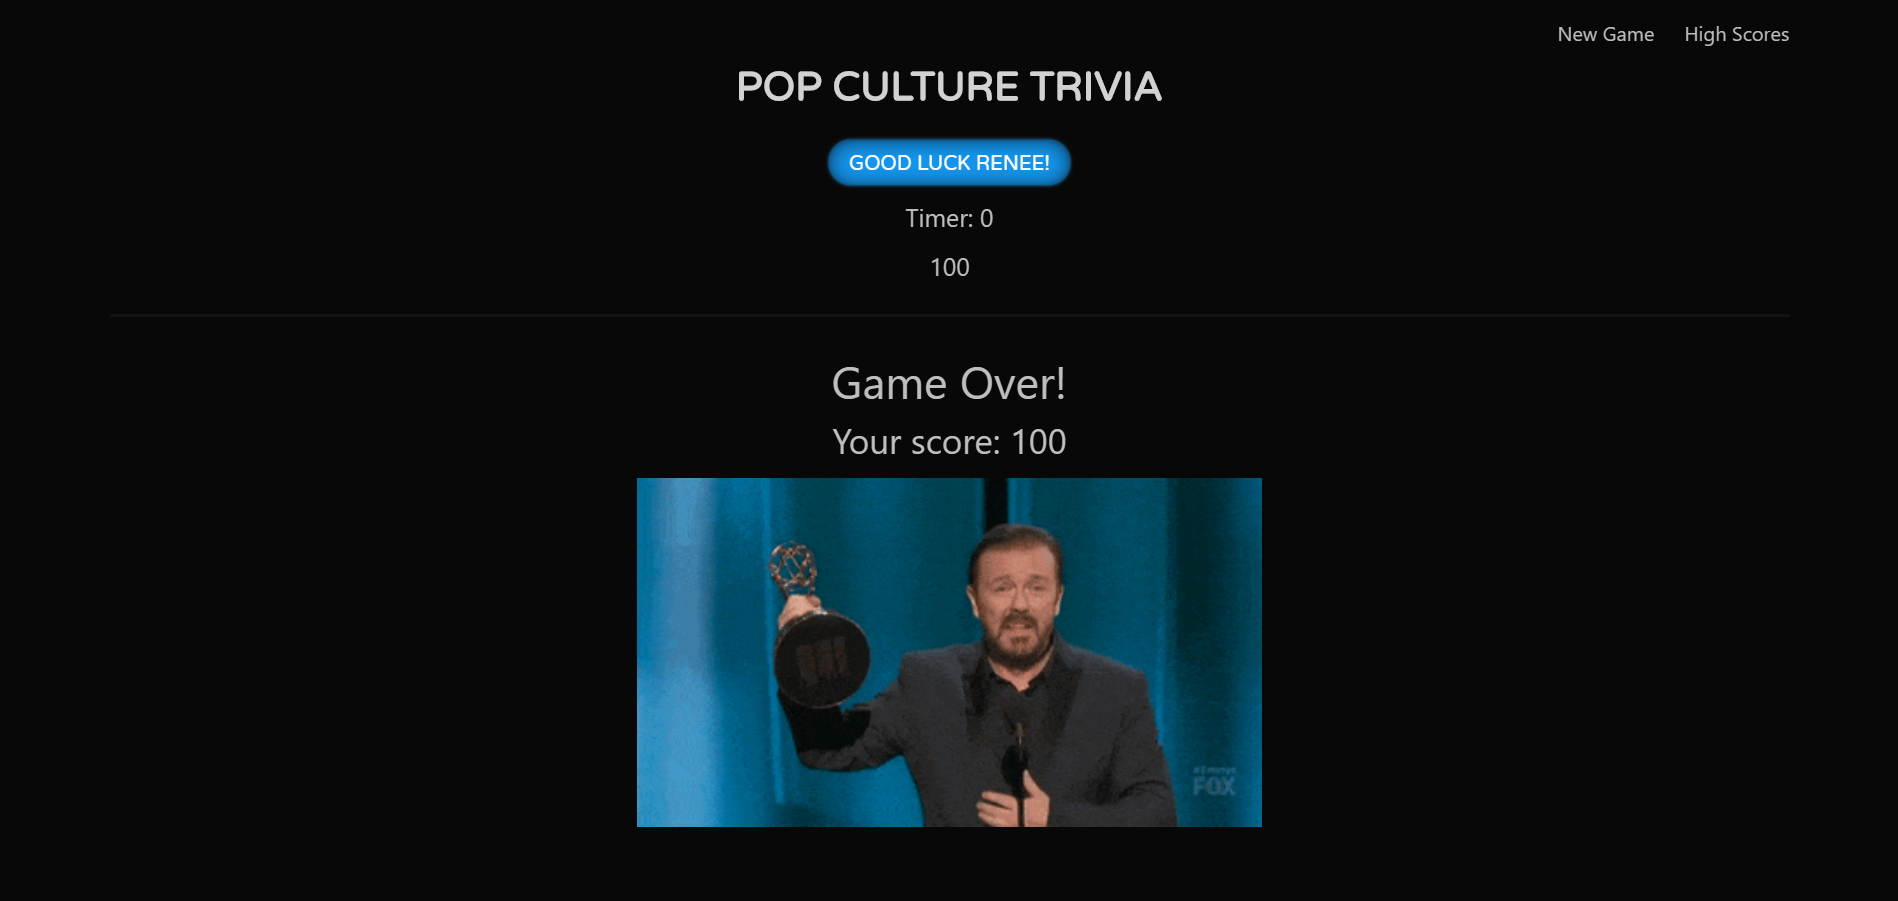 New Game High Scores
POP CULTURE TRIVIA
GOOD LUCK RENEE!
Timer: 0
100
Game Over!
Your score: 100
#Emmys
FOX